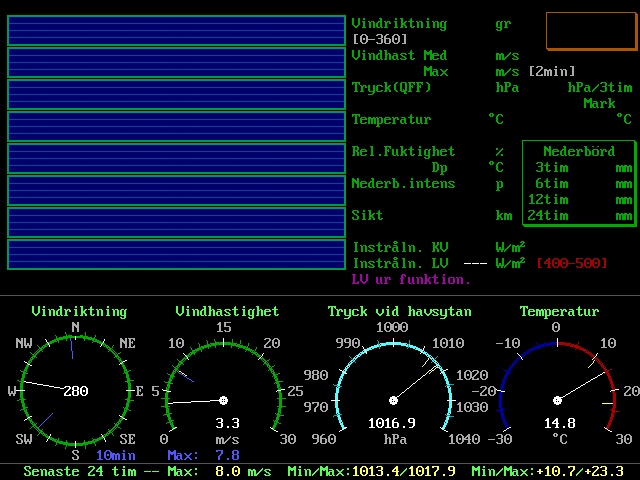 Vindriktning gr
[0-360]
Vindhast Med m/s
Max m/s [2min]
Tryck(QFF) hPa hPa/3tim
Mark
Temperatur °C °C
Rel.Fuktighet % Nederbörd
Dp °C 3tim mm
Nederb.intens p 6tim mm
12tim mm
Sikt km 24tim mm
Instråln. KV W/m²
Instråln. LV --- W/m² [400-500]
LV ur funktion.
Vindriktning Vindhastighet Tryck vid havsytan Temperatur
N 15 1000 0
NW NE 10 20 990 1010 -10 10
980 1020
W 280 E 5 25 -20 20
970 1030
3.3 1016.9 14.8
SW SE 0 m/s 30 960 hPa 1040 -30 °C 30
S 10min Max: 7.8
Senaste 24 tim -- Max: 8.0 m/s Min/Max:1013.4/1017.9 Min/Max:+10.7/+23.3